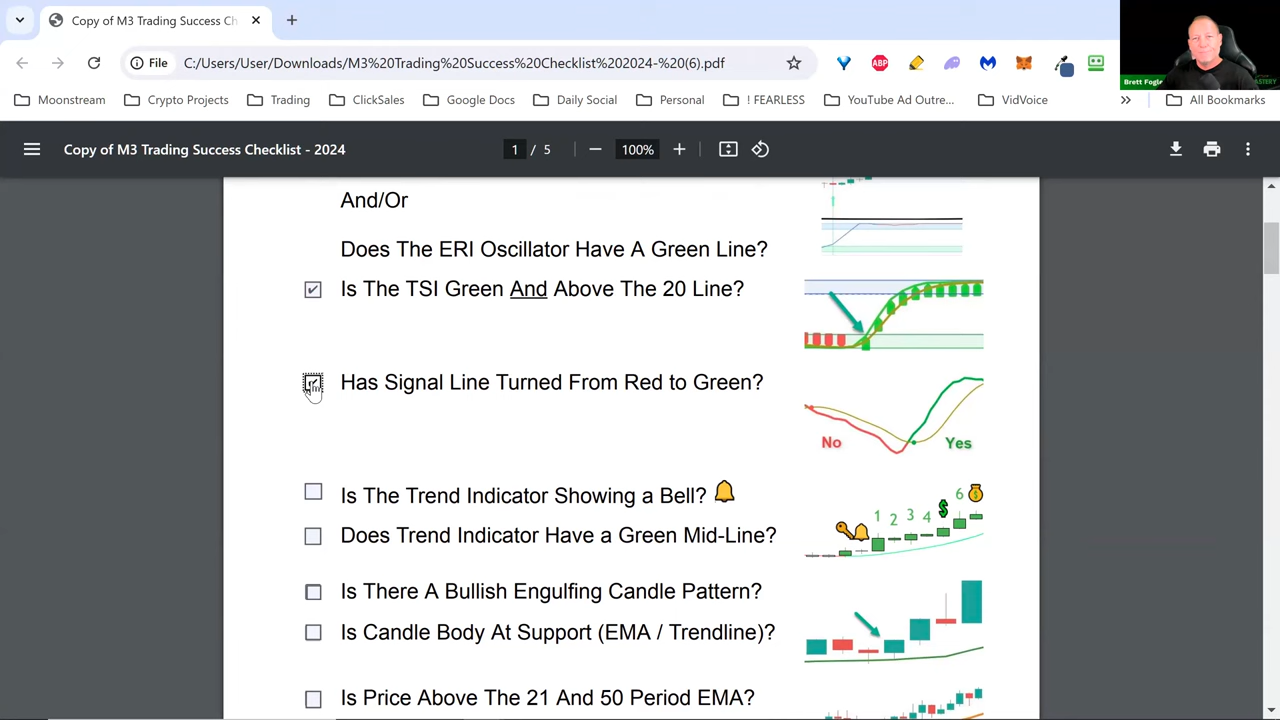 Copy of M3 Trading Success Ch
File
C:/Users/User/Downloads/M3%20Trading%20Success%20Checklist%202024-%20(6).pdf
ABP
Brett Fogle
Moonstream
Crypto Projects
Trading
ClickSales
Google Docs
Daily Social
Personal
! FEARLESS
YouTube Ad Outre...
VidVoice
All Bookmarks
Copy of M3 Trading Success Checklist - 2024
1 / 5
100%
And/Or
Does The ERI Oscillator Have A Green Line?
Is The TSI Green And Above The 20 Line?
Has Signal Line Turned From Red to Green?
No
Yes
Is The Trend Indicator Showing a Bell?
1 2 3 4 $ 6 $
Does Trend Indicator Have a Green Mid-Line?
Is There A Bullish Engulfing Candle Pattern?
Is Candle Body At Support (EMA / Trendline)?
Is Price Above The 21 And 50 Period EMA?